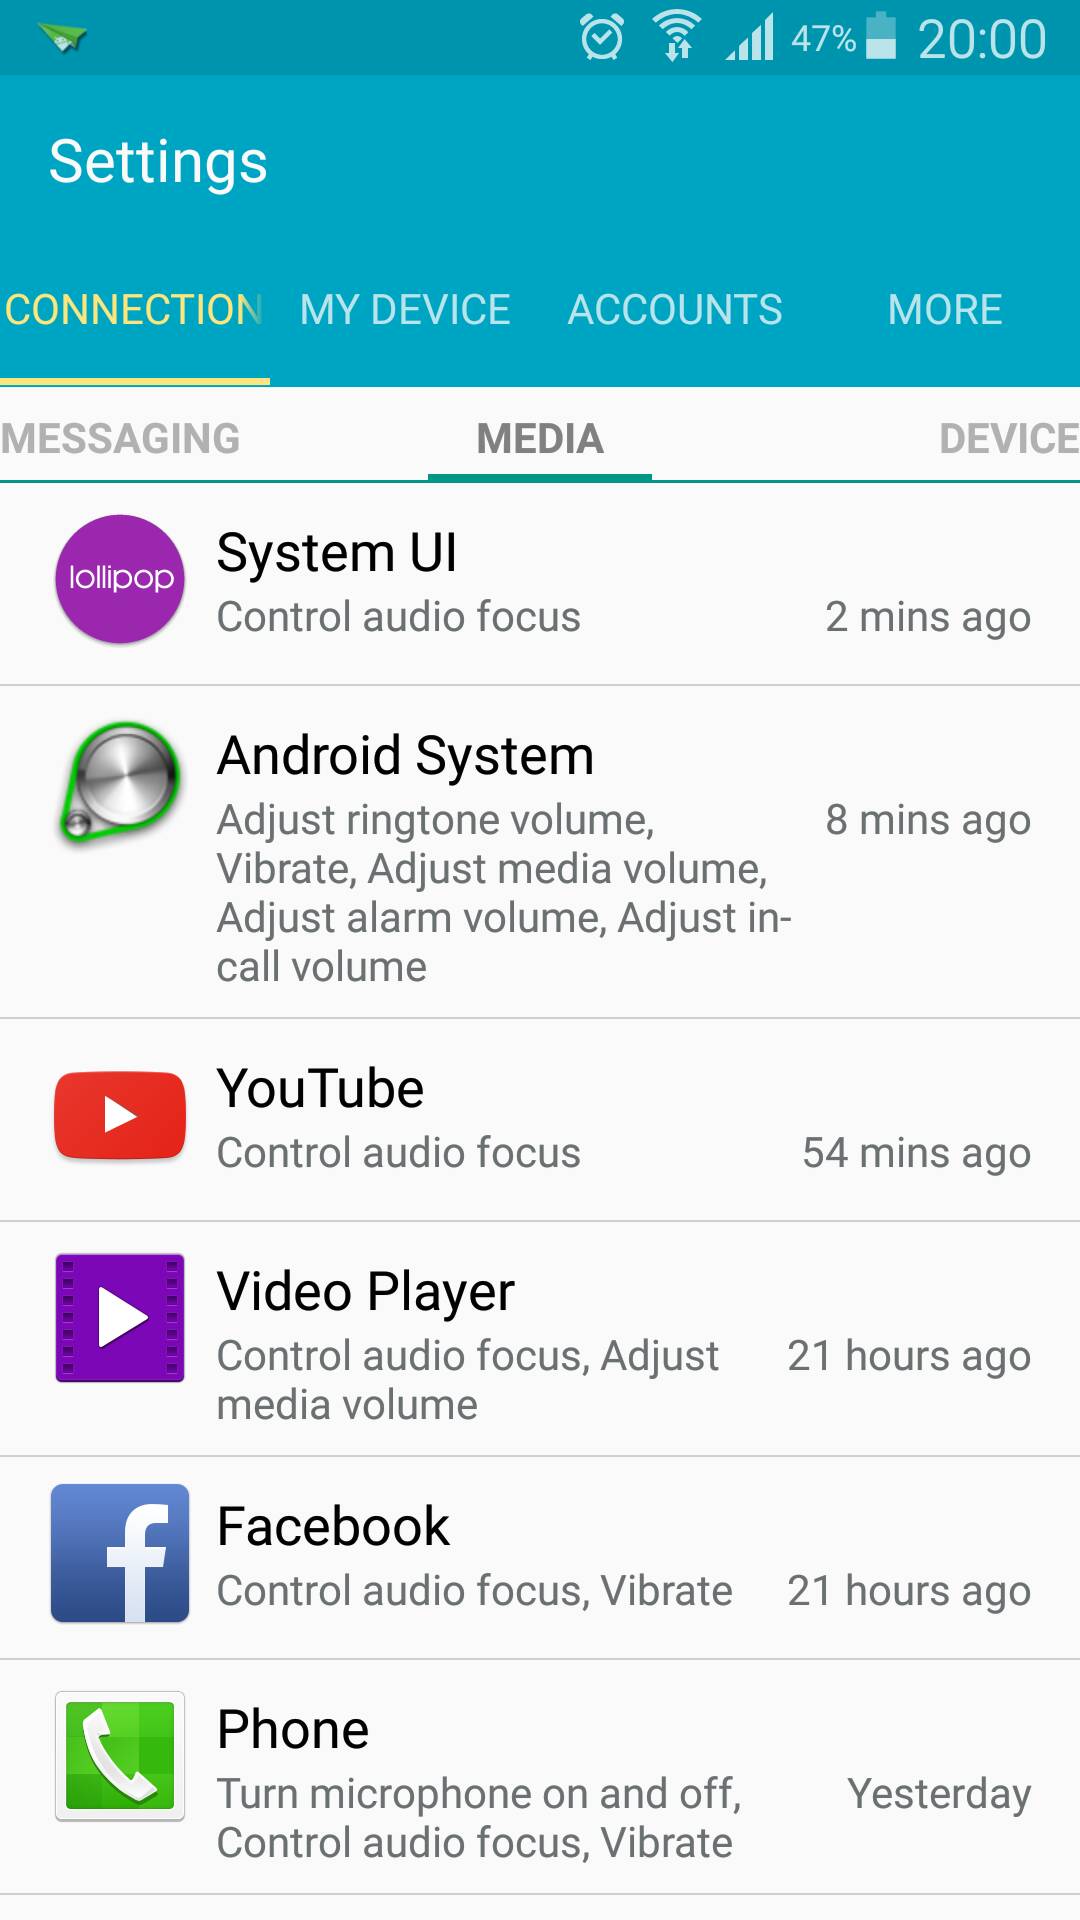 47% 20:00
Settings
CONNECTION MY DEVICE ACCOUNTS MORE
MESSAGING MEDIA DEVICE
lollipop
System UI
Control audio focus 2 mins ago
Android System
Adjust ringtone volume, 8 mins ago
Vibrate, Adjust media volume,
Adjust alarm volume, Adjust in-
call volume
YouTube
Control audio focus 54 mins ago
Video Player
Control audio focus, Adjust 21 hours ago
media volume
Facebook
Control audio focus, Vibrate 21 hours ago
Phone
Turn microphone on and off, Yesterday
Control audio focus, Vibrate